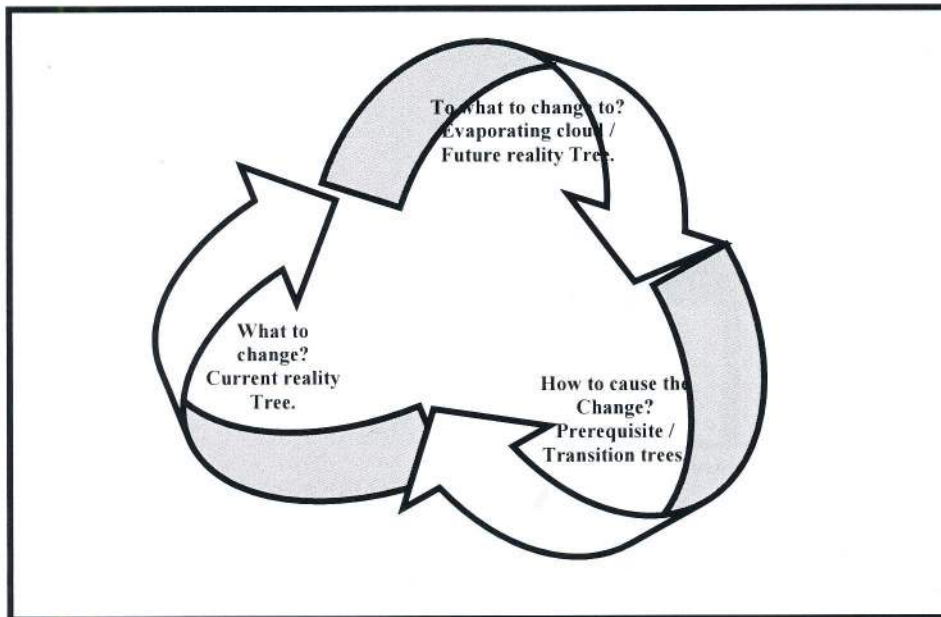 To what to change to?
Evaporating cloud /
Future reality Tree.
What to
change?
Current reality
Tree.
How to cause the
Change?
Prerequisite /
Transition trees